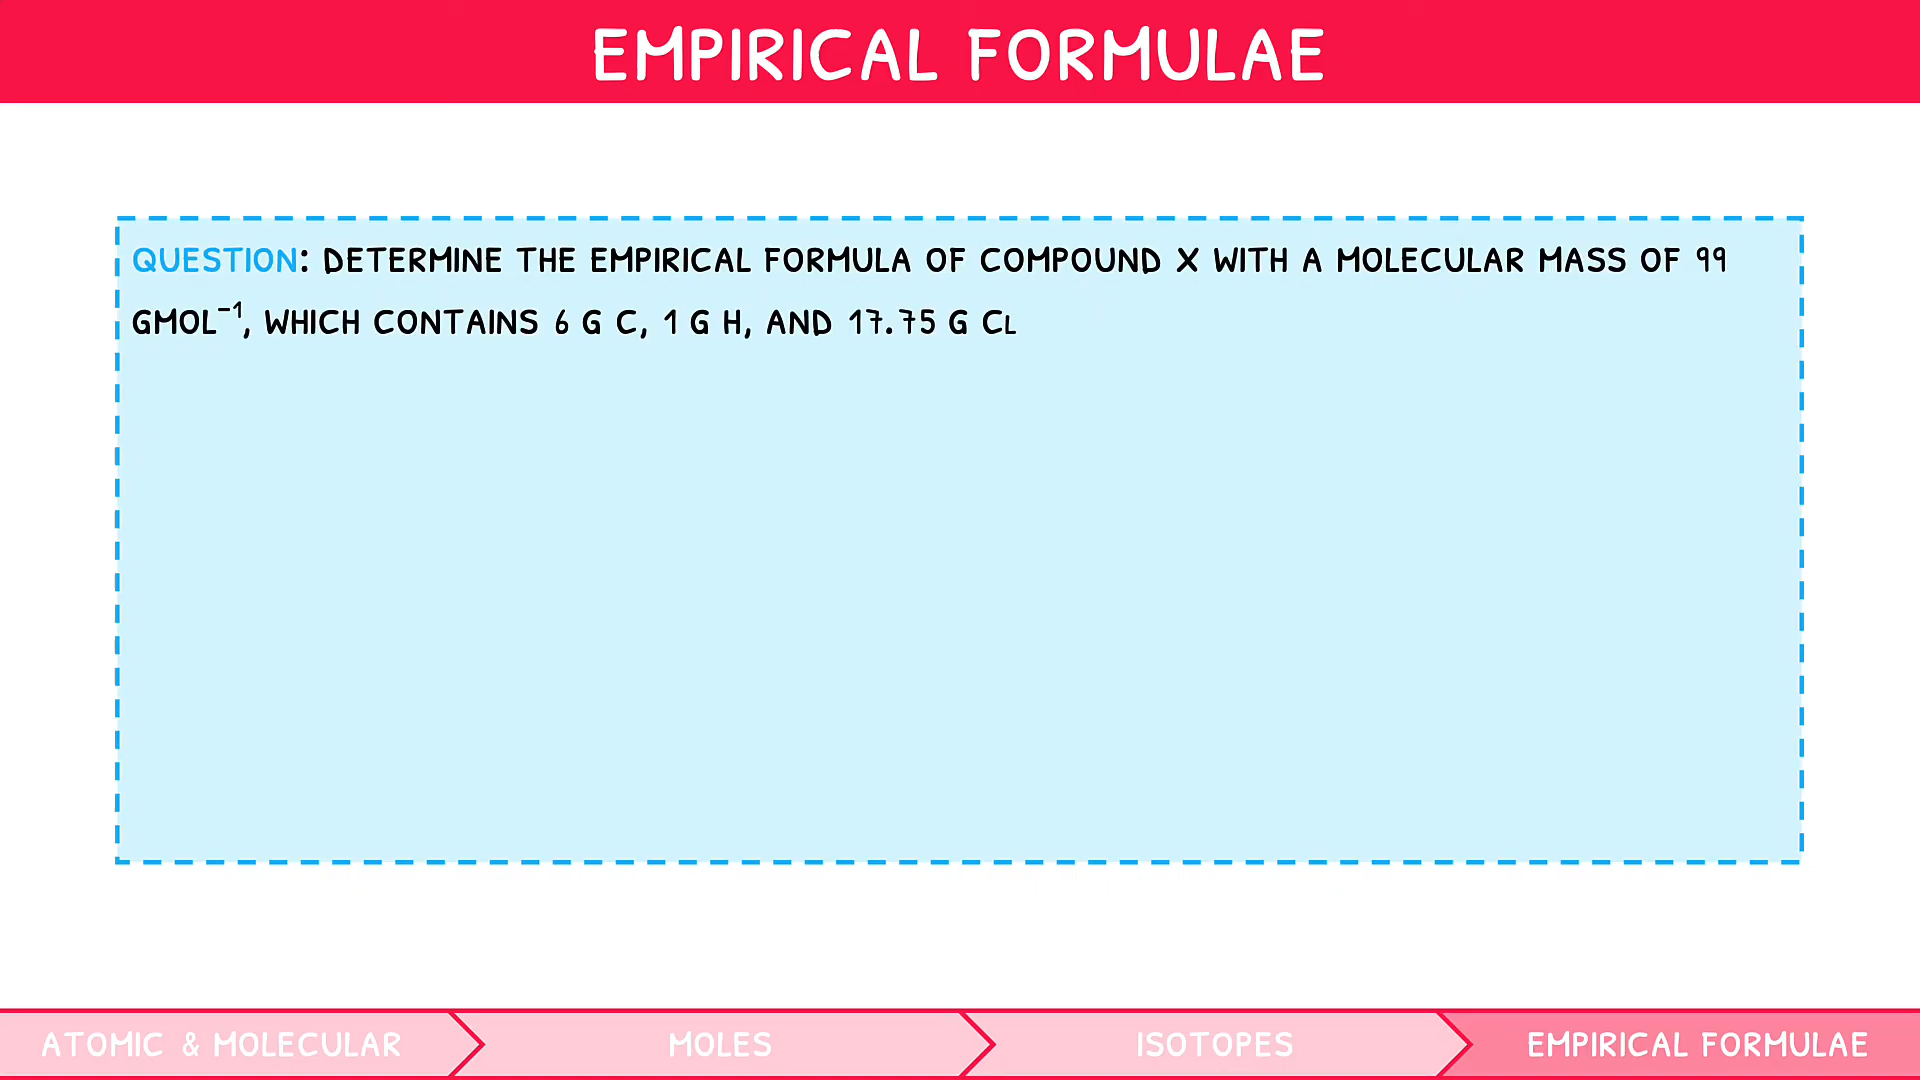 EMPIRICAL FORMULAE
QUESTION: DETERMINE THE EMPIRICAL FORMULA OF COMPOUND X WITH A MOLECULAR MASS OF 99
GMOL⁻¹, WHICH CONTAINS 6 G C, 1 G H, AND 17.75 G CL
ATOMIC & MOLECULAR
MOLES
ISOTOPES
EMPIRICAL FORMULAE